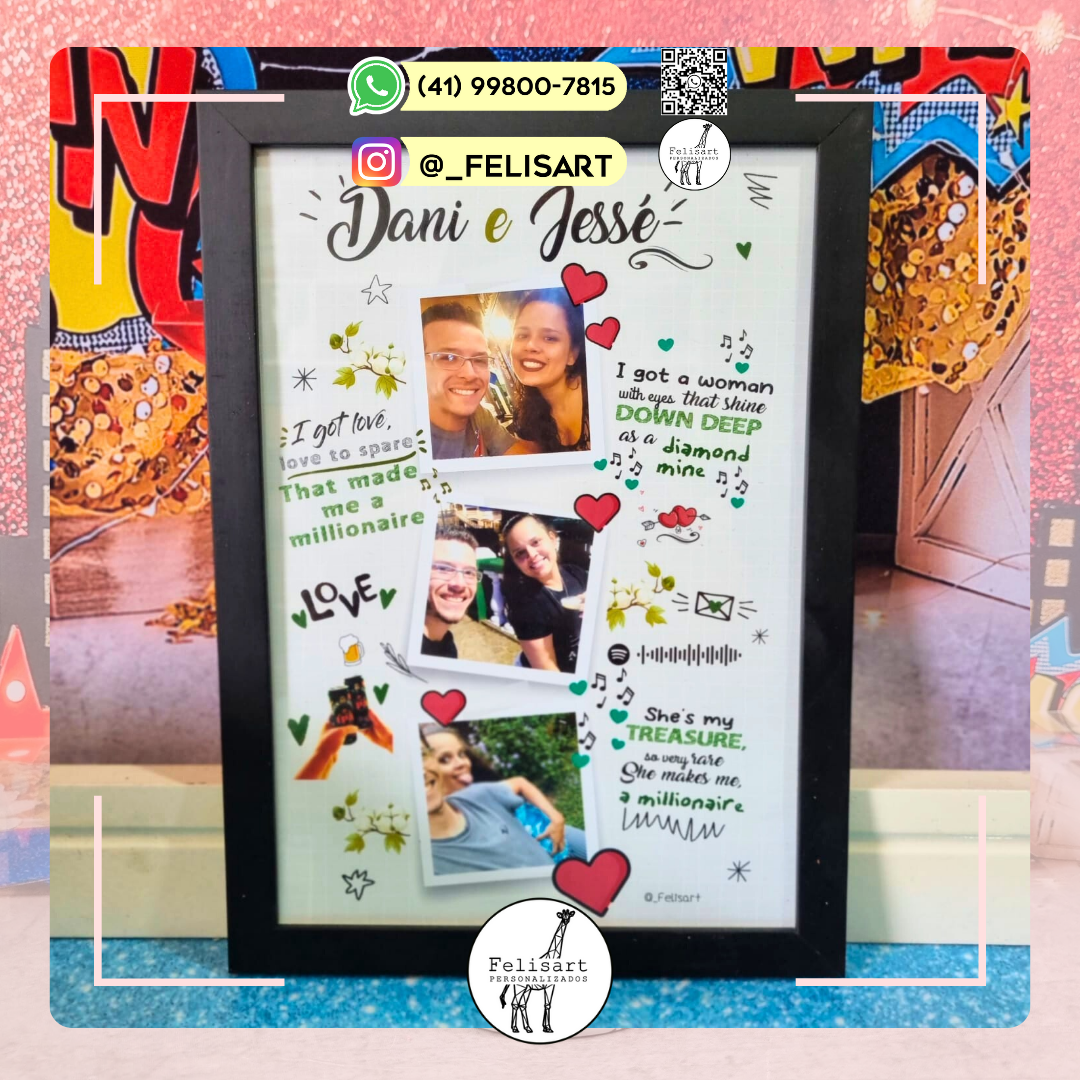 (41) 99800-7815
@_FELISART
Felisart
PERSONALIZADOS
Dani e Jessé
I got love,
love to spare
That made
me a
millionaire
I got a woman
with eyes that shine
DOWN DEEP
as a diamond
mine
LOVE
She's my
TREASURE,
so very rare
She makes me,
a millionaire
@_Felisart
Felisart
PERSONALIZADOS